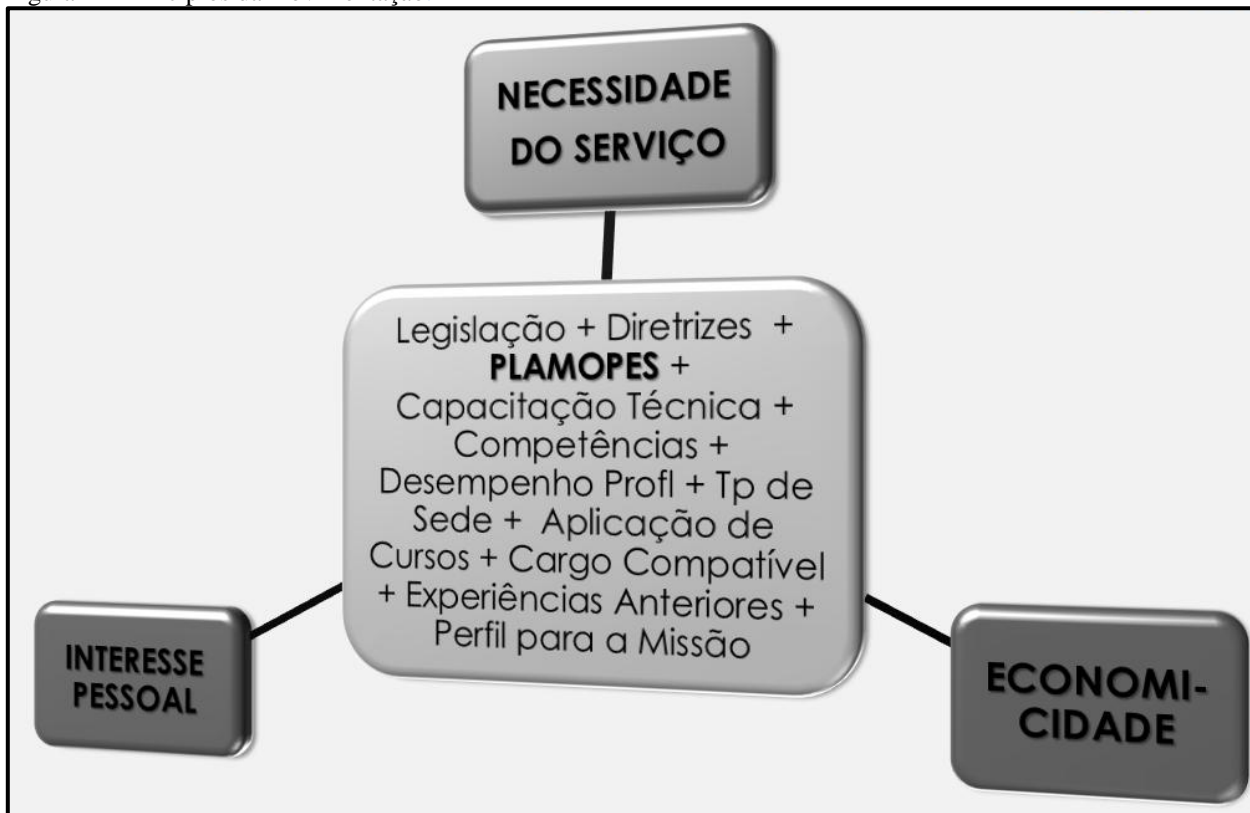 NECESSIDADE
DO SERVIÇO
Legislação + Diretrizes +
PLAMOPES +
Capacitação Técnica +
Competências +
Desempenho Profl + Tp de
Sede + Aplicação de
Cursos + Cargo Compatível
+ Experiências Anteriores +
Perfil para a Missão
INTERESSE
PESSOAL
ECONOMI-
CIDADE